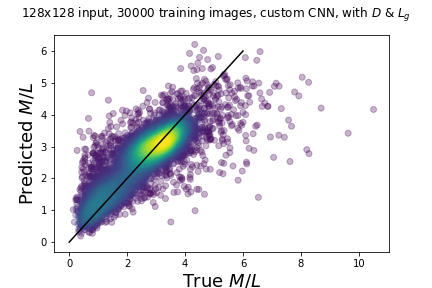 128x128 input, 30000 training images, custom CNN, with D & L_g
6
5
4
3
2
1
0
Predicted M/L
0 2 4 6 8 10
True M/L